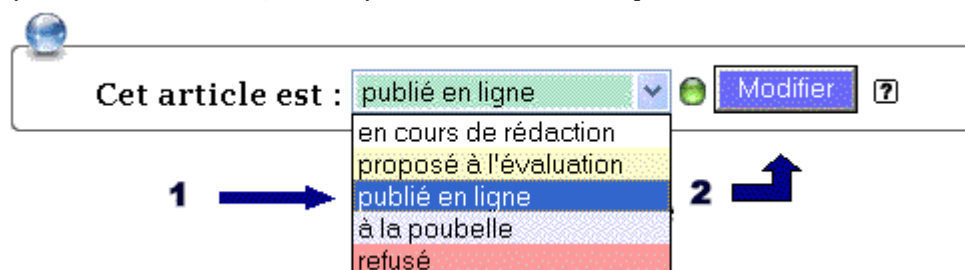 Cet article est : publié en ligne Modifier ?
en cours de rédaction
proposé à l'évaluation
1 publié en ligne 2
à la poubelle
refusé